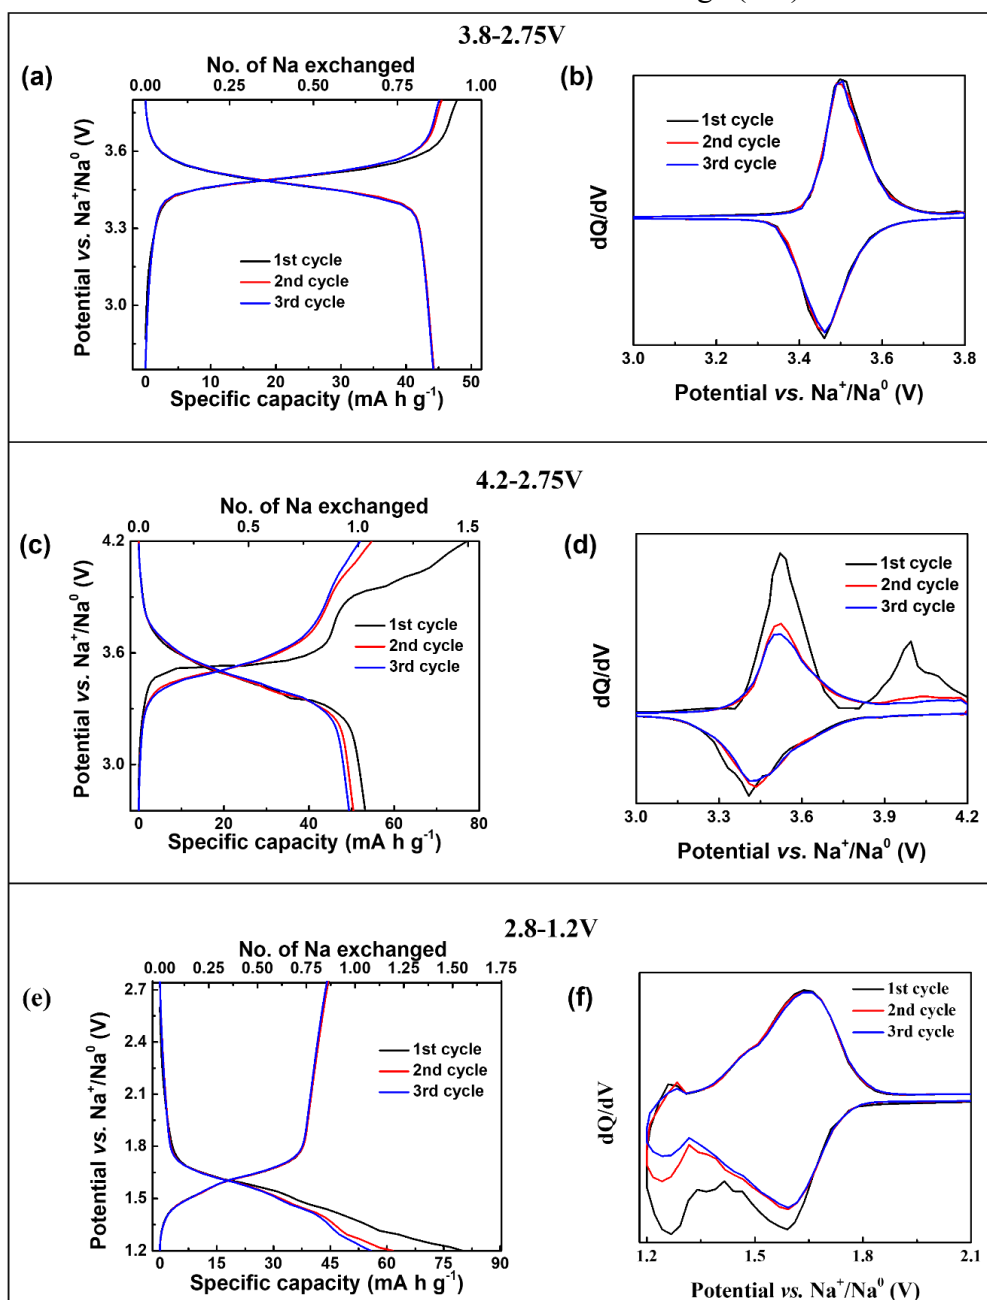 3.8-2.75V
(a)
No. of Na exchanged
0.00 0.25 0.50 0.75 1.00
Potential vs. Na⁺/Na⁰ (V)
3.6
3.3
3.0
1st cycle
2nd cycle
3rd cycle
0 10 20 30 40 50
Specific capacity (mA h g⁻¹)
(b)
1st cycle
2nd cycle
3rd cycle
dQ/dV
3.0 3.2 3.4 3.6 3.8
Potential vs. Na⁺/Na⁰ (V)
4.2-2.75V
(c)
No. of Na exchanged
0.0 0.5 1.0 1.5
Potential vs. Na⁺/Na⁰ (V)
4.2
3.6
3.0
1st cycle
2nd cycle
3rd cycle
0 20 40 60 80
Specific capacity (mA h g⁻¹)
(d)
1st cycle
2nd cycle
3rd cycle
dQ/dV
3.0 3.3 3.6 3.9 4.2
Potential vs. Na⁺/Na⁰ (V)
2.8-1.2V
(e)
No. of Na exchanged
0.00 0.25 0.50 0.75 1.00 1.25 1.50 1.75
Potential vs. Na⁺/Na⁰ (V)
2.7
2.4
2.1
1.8
1.5
1.2
1st cycle
2nd cycle
3rd cycle
0 15 30 45 60 75 90
Specific capacity (mA h g⁻¹)
(f)
1st cycle
2nd cycle
3rd cycle
dQ/dV
1.2 1.5 1.8 2.1
Potential vs. Na⁺/Na⁰ (V)